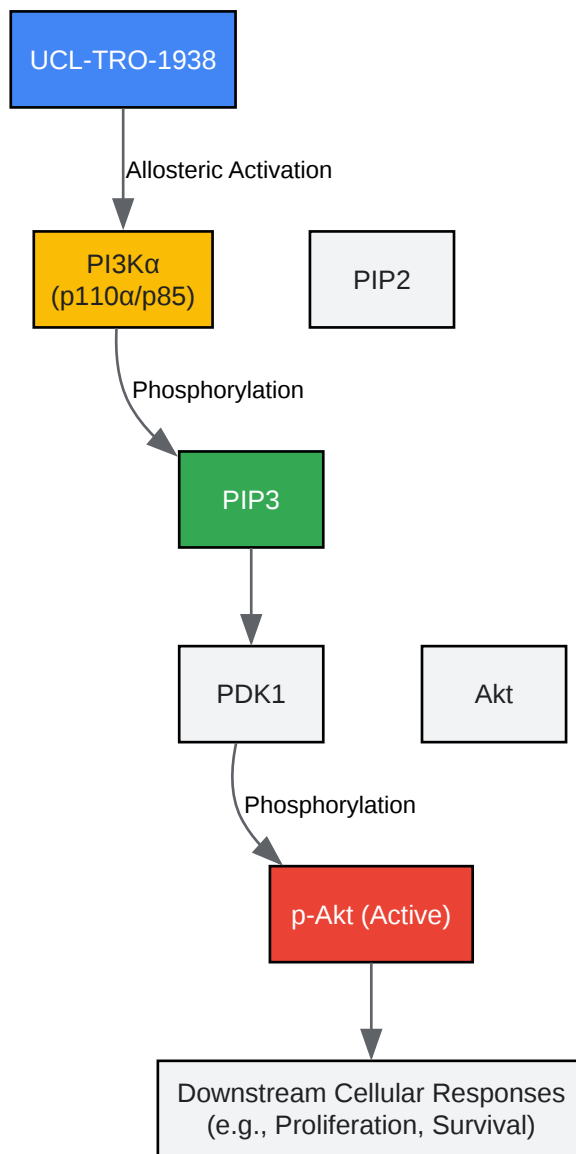 UCL-TRO-1938
Allosteric Activation
PI3Kα
(p110α/p85)
PIP2
Phosphorylation
PIP3
PDK1
Akt
Phosphorylation
p-Akt (Active)
Downstream Cellular Responses
(e.g., Proliferation, Survival)